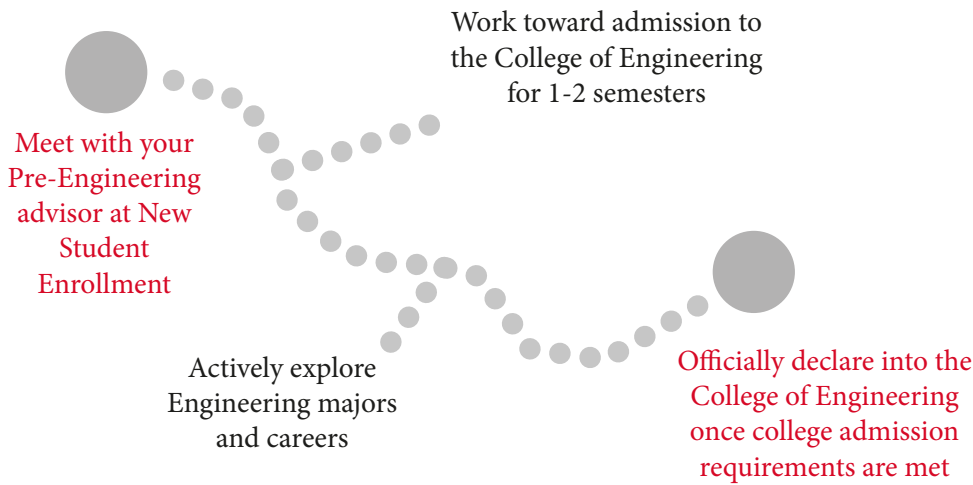 Work toward admission to
the College of Engineering
for 1-2 semesters
Meet with your
Pre-Engineering
advisor at New
Student
Enrollment
Actively explore
Engineering majors
and careers
Officially declare into the
College of Engineering
once college admission
requirements are met